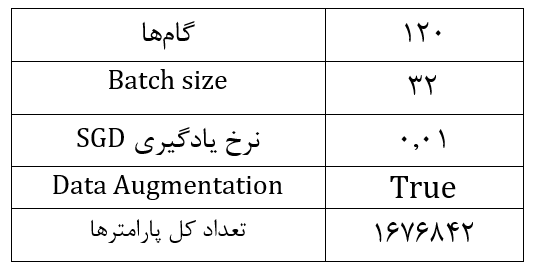 گام‌ها ۱۲۰
Batch size ۳۲
نرخ یادگیری SGD ۰,۰۱
Data Augmentation True
تعداد کل پارامترها ۱۶۷۶۸۴۲